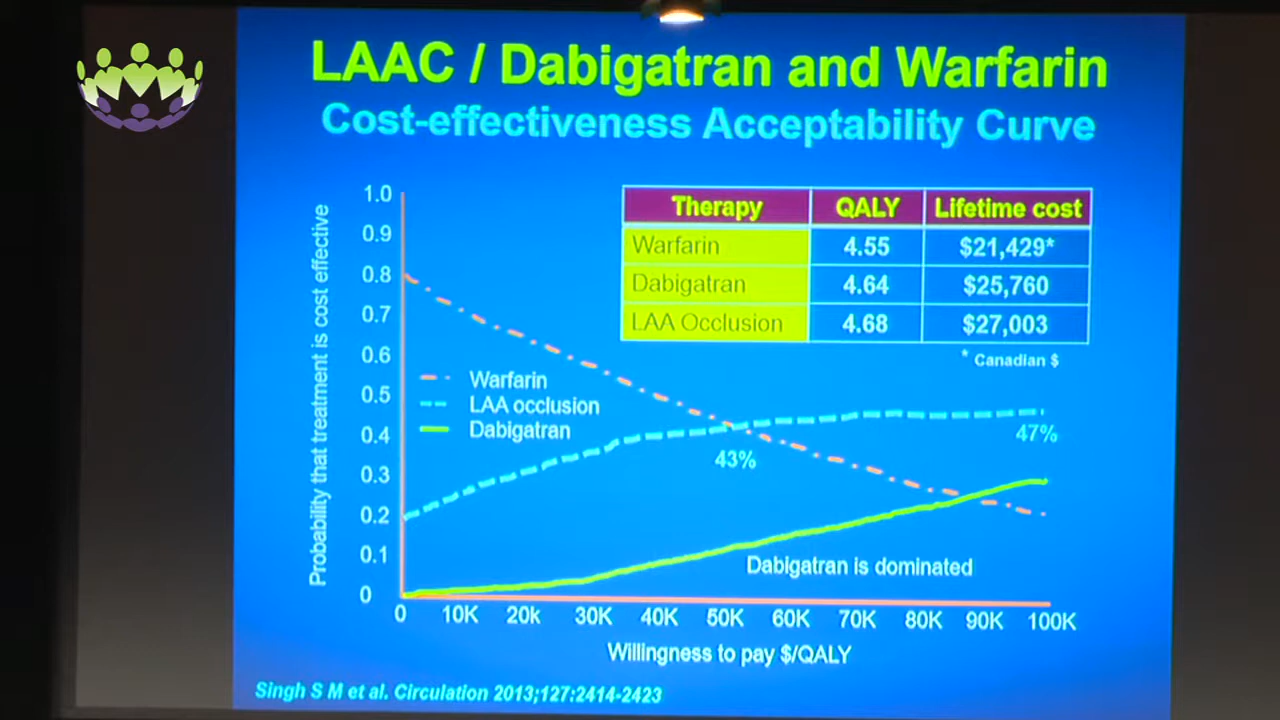 LAAC / Dabigatran and Warfarin
Cost-effectiveness Acceptability Curve
Probability that treatment is cost effective
1.0
0.9
0.8
0.7
0.6
0.5
0.4
0.3
0.2
0.1
0
Therapy QALY Lifetime cost
Warfarin 4.55 $21,429*
Dabigatran 4.64 $25,760
LAA Occlusion 4.68 $27,003
* Canadian $
Warfarin
LAA occlusion
Dabigatran
43%
47%
Dabigatran is dominated
0 10K 20k 30K 40K 50K 60K 70K 80K 90K 100K
Willingness to pay $/QALY
Singh S M et al. Circulation 2013;127:2414-2423